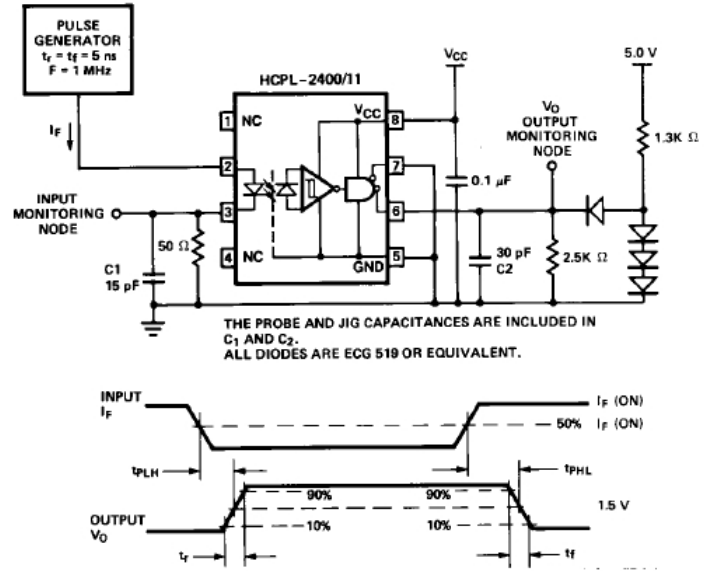 PULSE
GENERATOR
tr = tf = 5 ns
F = 1 MHz
IF
HCPL-2400/11
VCC
5.0 V
1 NC
VCC 8
VO
OUTPUT
MONITORING
NODE
1.3K Ω
2
7
0.1 μF
INPUT
MONITORING
NODE
3
6
50 Ω
4 NC
GND 5
30 pF
C2
2.5K Ω
C1
15 pF
THE PROBE AND JIG CAPACITANCES ARE INCLUDED IN
C1 AND C2.
ALL DIODES ARE ECG 519 OR EQUIVALENT.
INPUT
IF
IF (ON)
50% IF (ON)
tPLH
tPHL
90%
90%
1.5 V
OUTPUT
VO
10%
10%
tr
tf